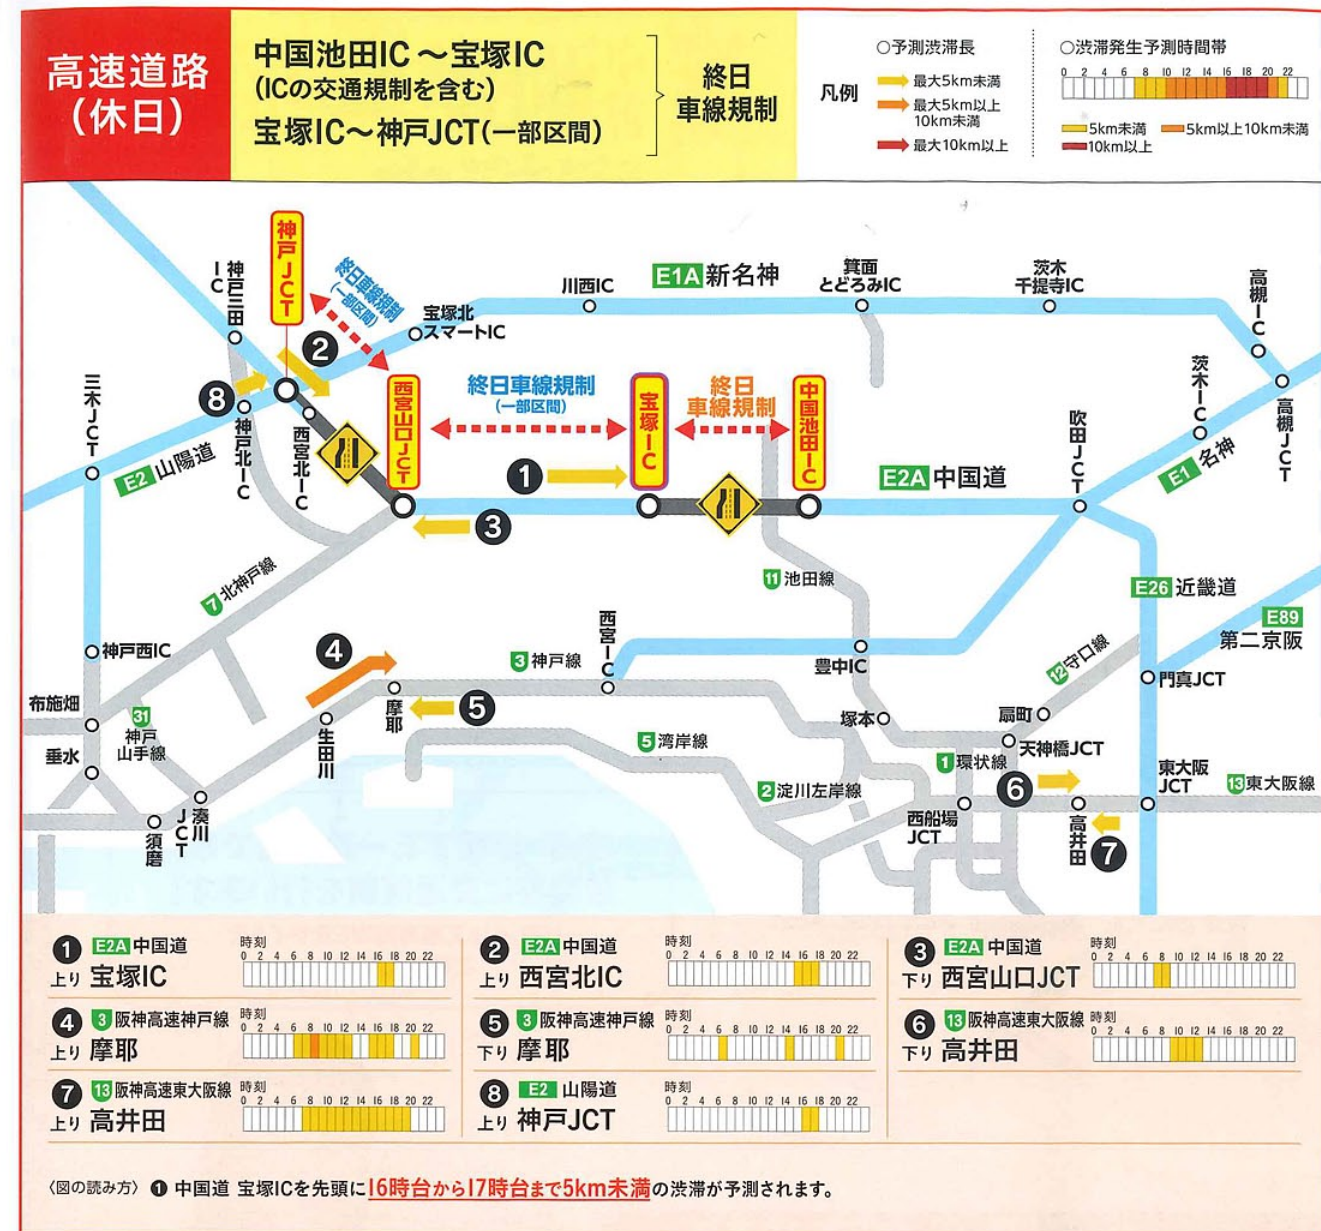 高速道路
(休日)
中国池田IC～宝塚IC
(ICの交通規制を含む)
宝塚IC～神戸JCT(一部区間)
終日
車線規制
凡例
○予測渋滞長
最大5km未満
最大5km以上
10km未満
最大10km以上
○渋滞発生予測時間帯
0 2 4 6 8 10 12 14 16 18 20 22
5km未満
5km以上10km未満
10km以上
神戸三田IC
神戸JCT
終日車線規制
(一部区間)
宝塚北
スマートIC
川西IC
E1A 新名神
箕面
とどろみIC
茨木
千提寺IC
高槻IC
2
8
三木JCT
E2 山陽道
神戸北IC
西宮北IC
西宮山口JCT
終日車線規制
(一部区間)
宝塚IC
終日
車線規制
中国池田IC
E2A 中国道
吹田JCT
茨木IC
E1 名神
高槻JCT
1
3
7 北神戸線
11 池田線
E26 近畿道
E89
第二京阪
神戸西IC
4
3 神戸線
西宮IC
豊中IC
12 守口線
門真JCT
布施畑
31
神戸
山手線
垂水
摩耶
5
生田川
5 湾岸線
塚本
扇町
天神橋JCT
1 環状線
2 淀川左岸線
6
東大阪
JCT
13 東大阪線
湊川JCT
須磨
西船場
JCT
高井田
7
1 E2A 中国道
上り 宝塚IC
時刻
0 2 4 6 8 10 12 14 16 18 20 22
2 E2A 中国道
上り 西宮北IC
時刻
0 2 4 6 8 10 12 14 16 18 20 22
3 E2A 中国道
下り 西宮山口JCT
時刻
0 2 4 6 8 10 12 14 16 18 20 22
4 3 阪神高速神戸線
上り 摩耶
時刻
0 2 4 6 8 10 12 14 16 18 20 22
5 3 阪神高速神戸線
下り 摩耶
時刻
0 2 4 6 8 10 12 14 16 18 20 22
6 13 阪神高速東大阪線
下り 高井田
時刻
0 2 4 6 8 10 12 14 16 18 20 22
7 13 阪神高速東大阪線
上り 高井田
時刻
0 2 4 6 8 10 12 14 16 18 20 22
8 E2 山陽道
上り 神戸JCT
時刻
0 2 4 6 8 10 12 14 16 18 20 22
〈図の読み方〉 1 中国道 宝塚ICを先頭に16時台から17時台まで5km未満の渋滞が予測されます。